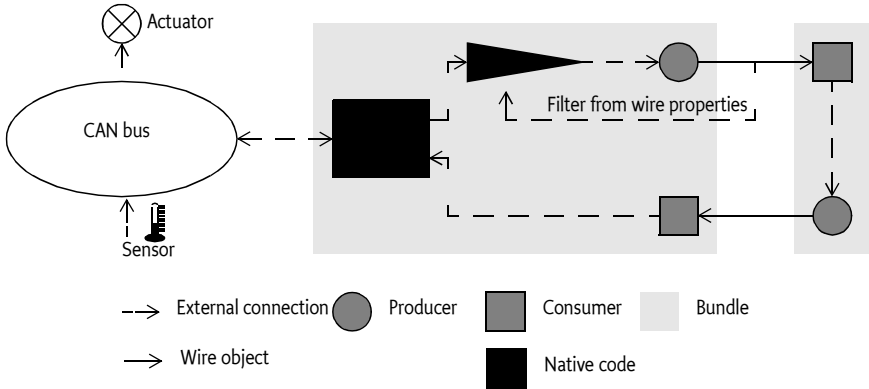 Actuator
CAN bus
Filter from wire properties
Sensor
External connection
Producer
Consumer
Bundle
Wire object
Native code